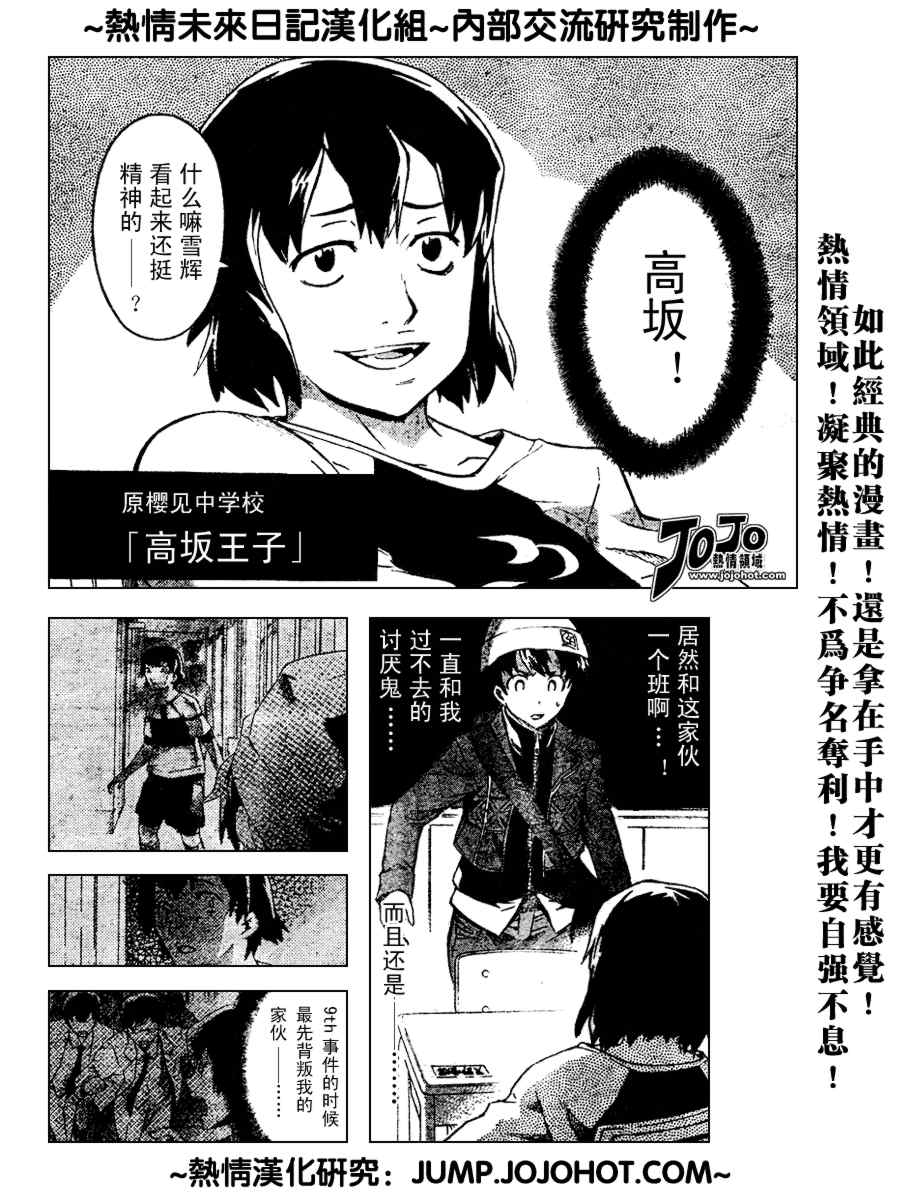 ~熱情未來日記漢化組~內部交流研究制作~
高坂！
什么嘛雪辉
看起来还挺
精神的——？
原樱见中学校
「高坂王子」
JOJO
熱情領域
www.jojohot.com
居然和这家伙
一个班啊…！
一直和我
过不去的
讨厌鬼……
而且还是——……
9th 事件的时候
最先背叛我的
家伙——……
如此經典的漫畫！還是拿在手中才更有感覺！
熱情領域！凝聚熱情！不爲争名奪利！我要自强不息！
~熱情漢化研究：JUMP.JOJOHOT.COM~